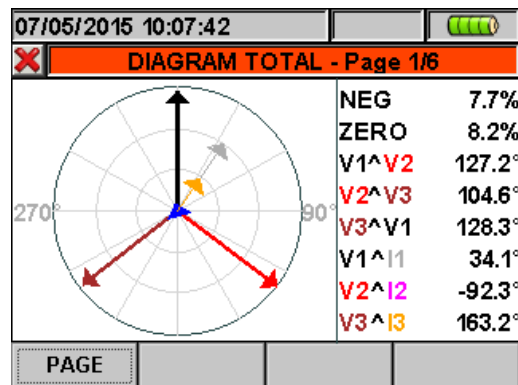 07/05/2015 10:07:42
DIAGRAM TOTAL - Page 1/6
270°
90°
NEG 7.7%
ZERO 8.2%
V1^V2 127.2°
V2^V3 104.6°
V3^V1 128.3°
V1^I1 34.1°
V2^I2 -92.3°
V3^I3 163.2°
PAGE